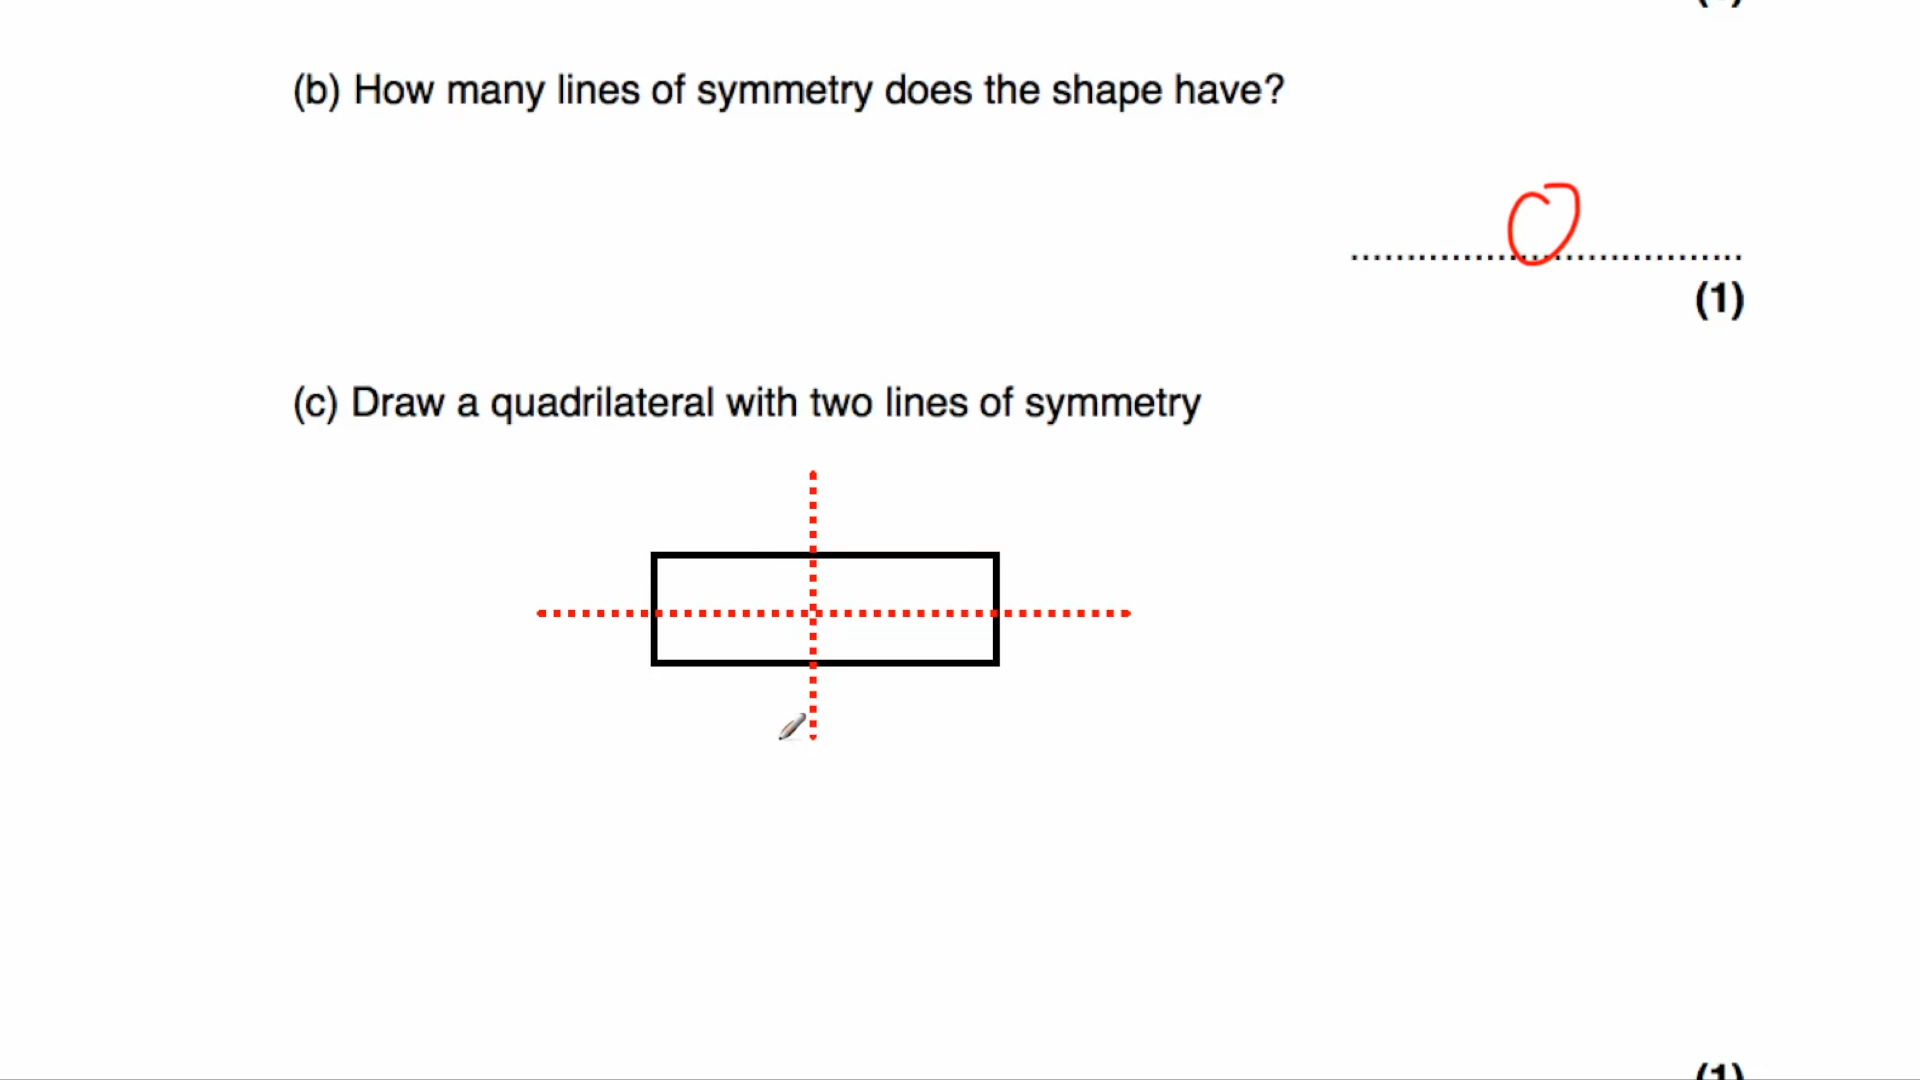 (b) How many lines of symmetry does the shape have?
0
(1)
(c) Draw a quadrilateral with two lines of symmetry